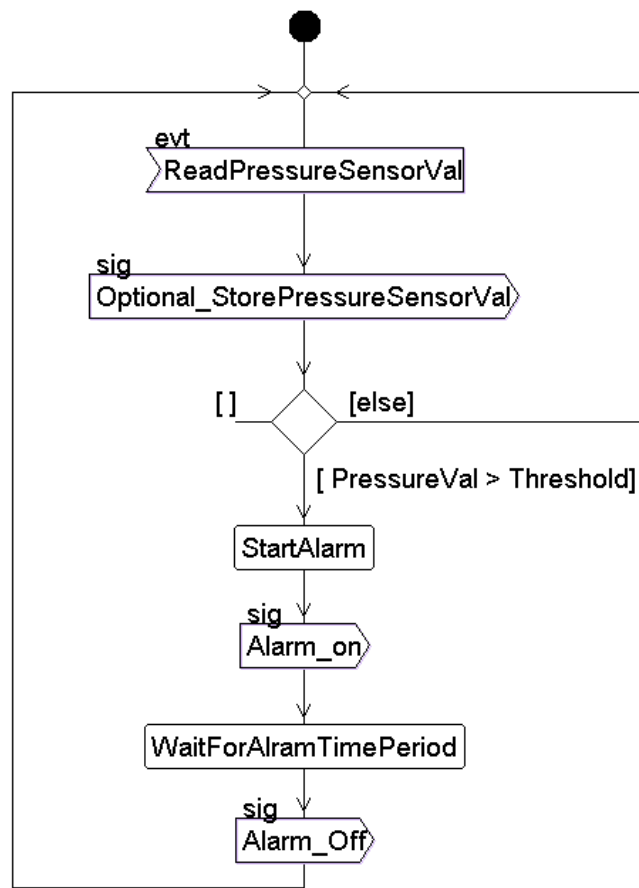 evt
ReadPressureSensorVal
sig
Optional_StorePressureSensorVal
[ ] [else]
[ PressureVal > Threshold]
StartAlarm
sig
Alarm_on
WaitForAlramTimePeriod
sig
Alarm_Off